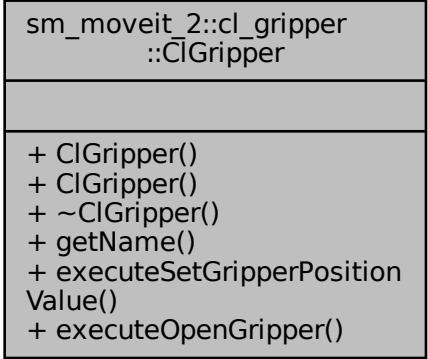 sm_moveit_2::cl_gripper
::ClGripper
+ ClGripper()
+ ClGripper()
+ ~ClGripper()
+ getName()
+ executeSetGripperPosition
Value()
+ executeOpenGripper()